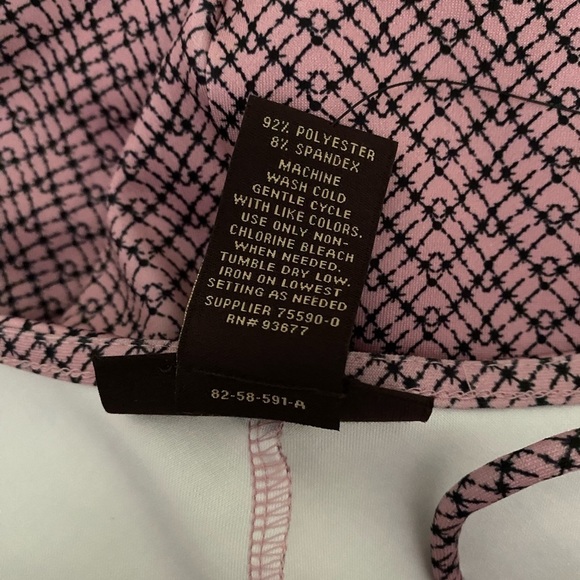 92% POLYESTER
8% SPANDEX
MACHINE
WASH COLD
GENTLE CYCLE
WITH LIKE COLORS.
USE ONLY NON-
CHLORINE BLEACH
WHEN NEEDED.
TUMBLE DRY LOW.
IRON ON LOWEST
SETTING AS NEEDED
SUPPLIER 75590-0
RN# 93677
82-58-591-A